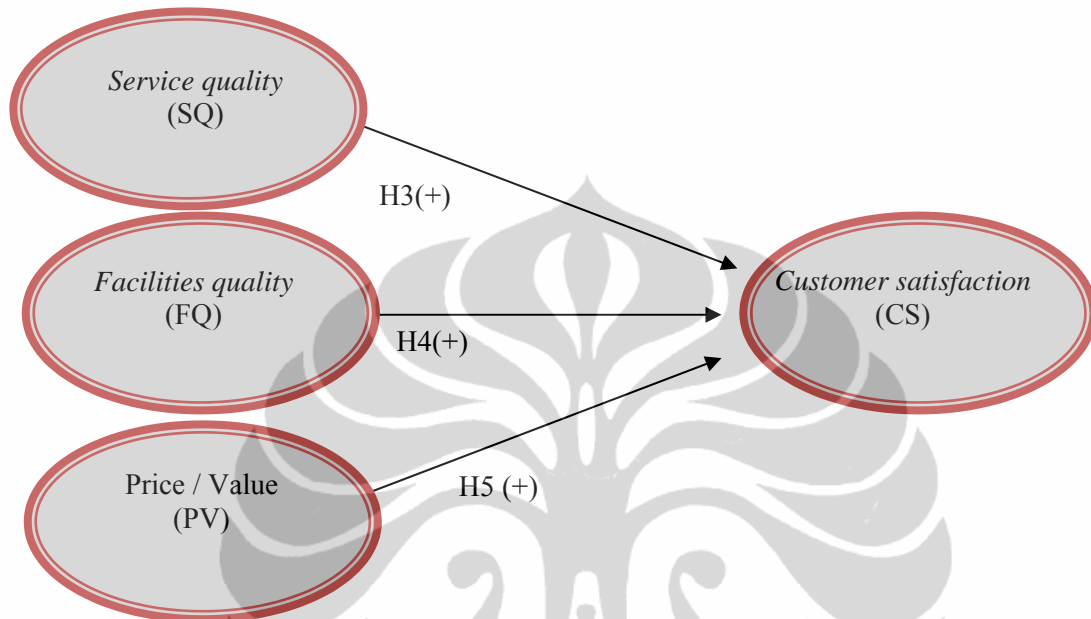 Service quality
(SQ)
H3(+)
Facilities quality
(FQ)
H4(+)
Customer satisfaction
(CS)
Price / Value
(PV)
H5 (+)